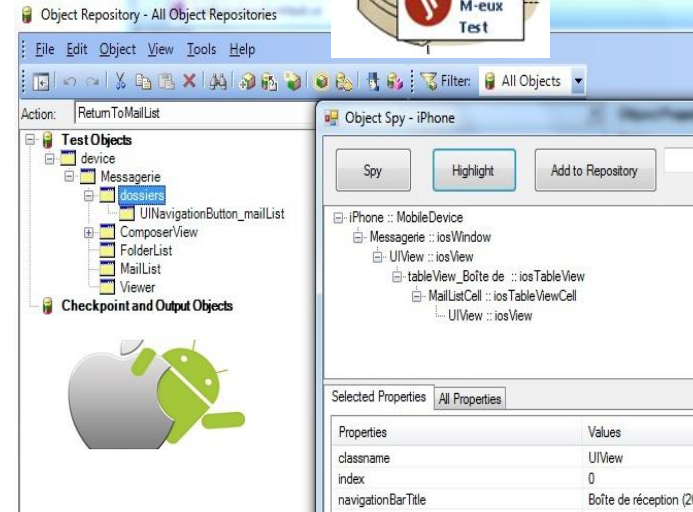 Object Repository - All Object Repositories
M-eux
Test
File Edit Object View Tools Help
Filter: All Objects
Action: ReturnToMailList
Test Objects
device
Messagerie
dossiers
UINavigationButton_mailList
ComposerView
FolderList
MailList
Viewer
Checkpoint and Output Objects
Object Spy - iPhone
Spy Highlight Add to Repository
iPhone :: MobileDevice
Messagerie :: iosWindow
UIView :: iosView
tableView_Boîte de :: iosTableView
MailListCell :: iosTableViewCell
UIView :: iosView
Selected Properties All Properties
Properties Values
classname UIView
index 0
navigationBarTitle Boîte de réception (20